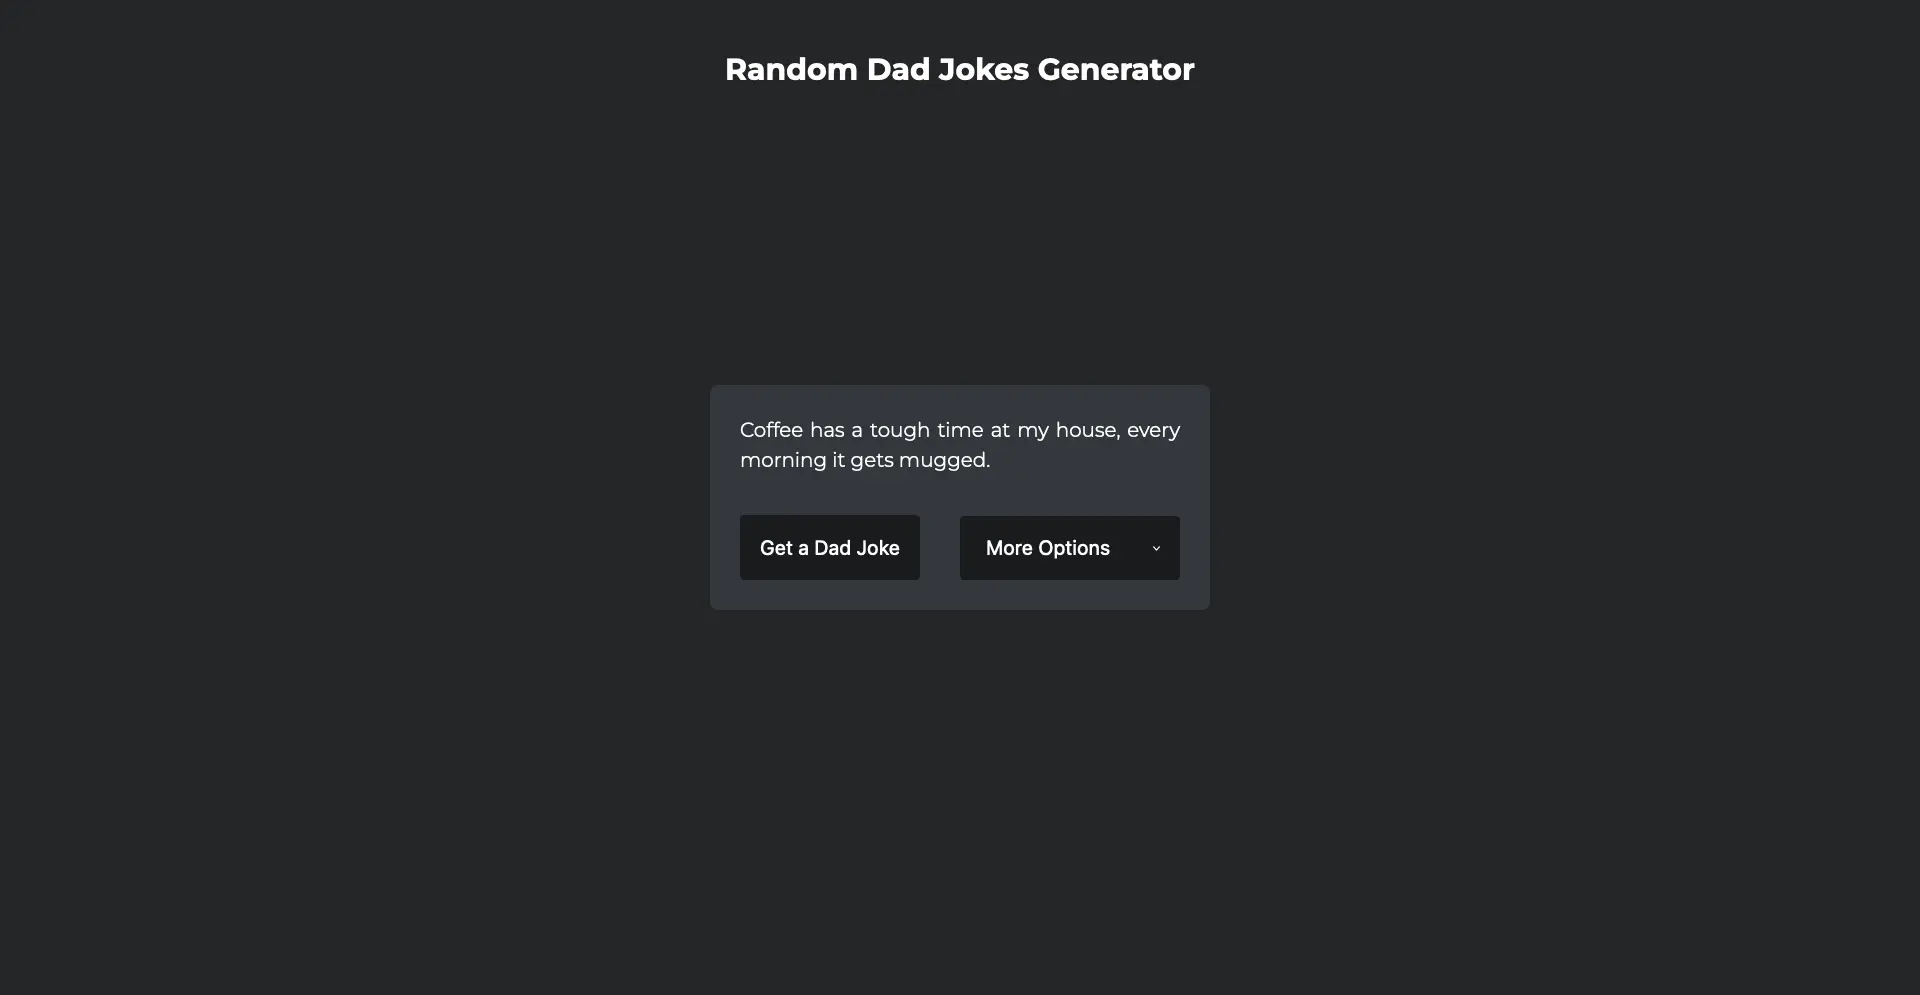 Random Dad Jokes Generator
Coffee has a tough time at my house, every
morning it gets mugged.
Get a Dad Joke
More Options